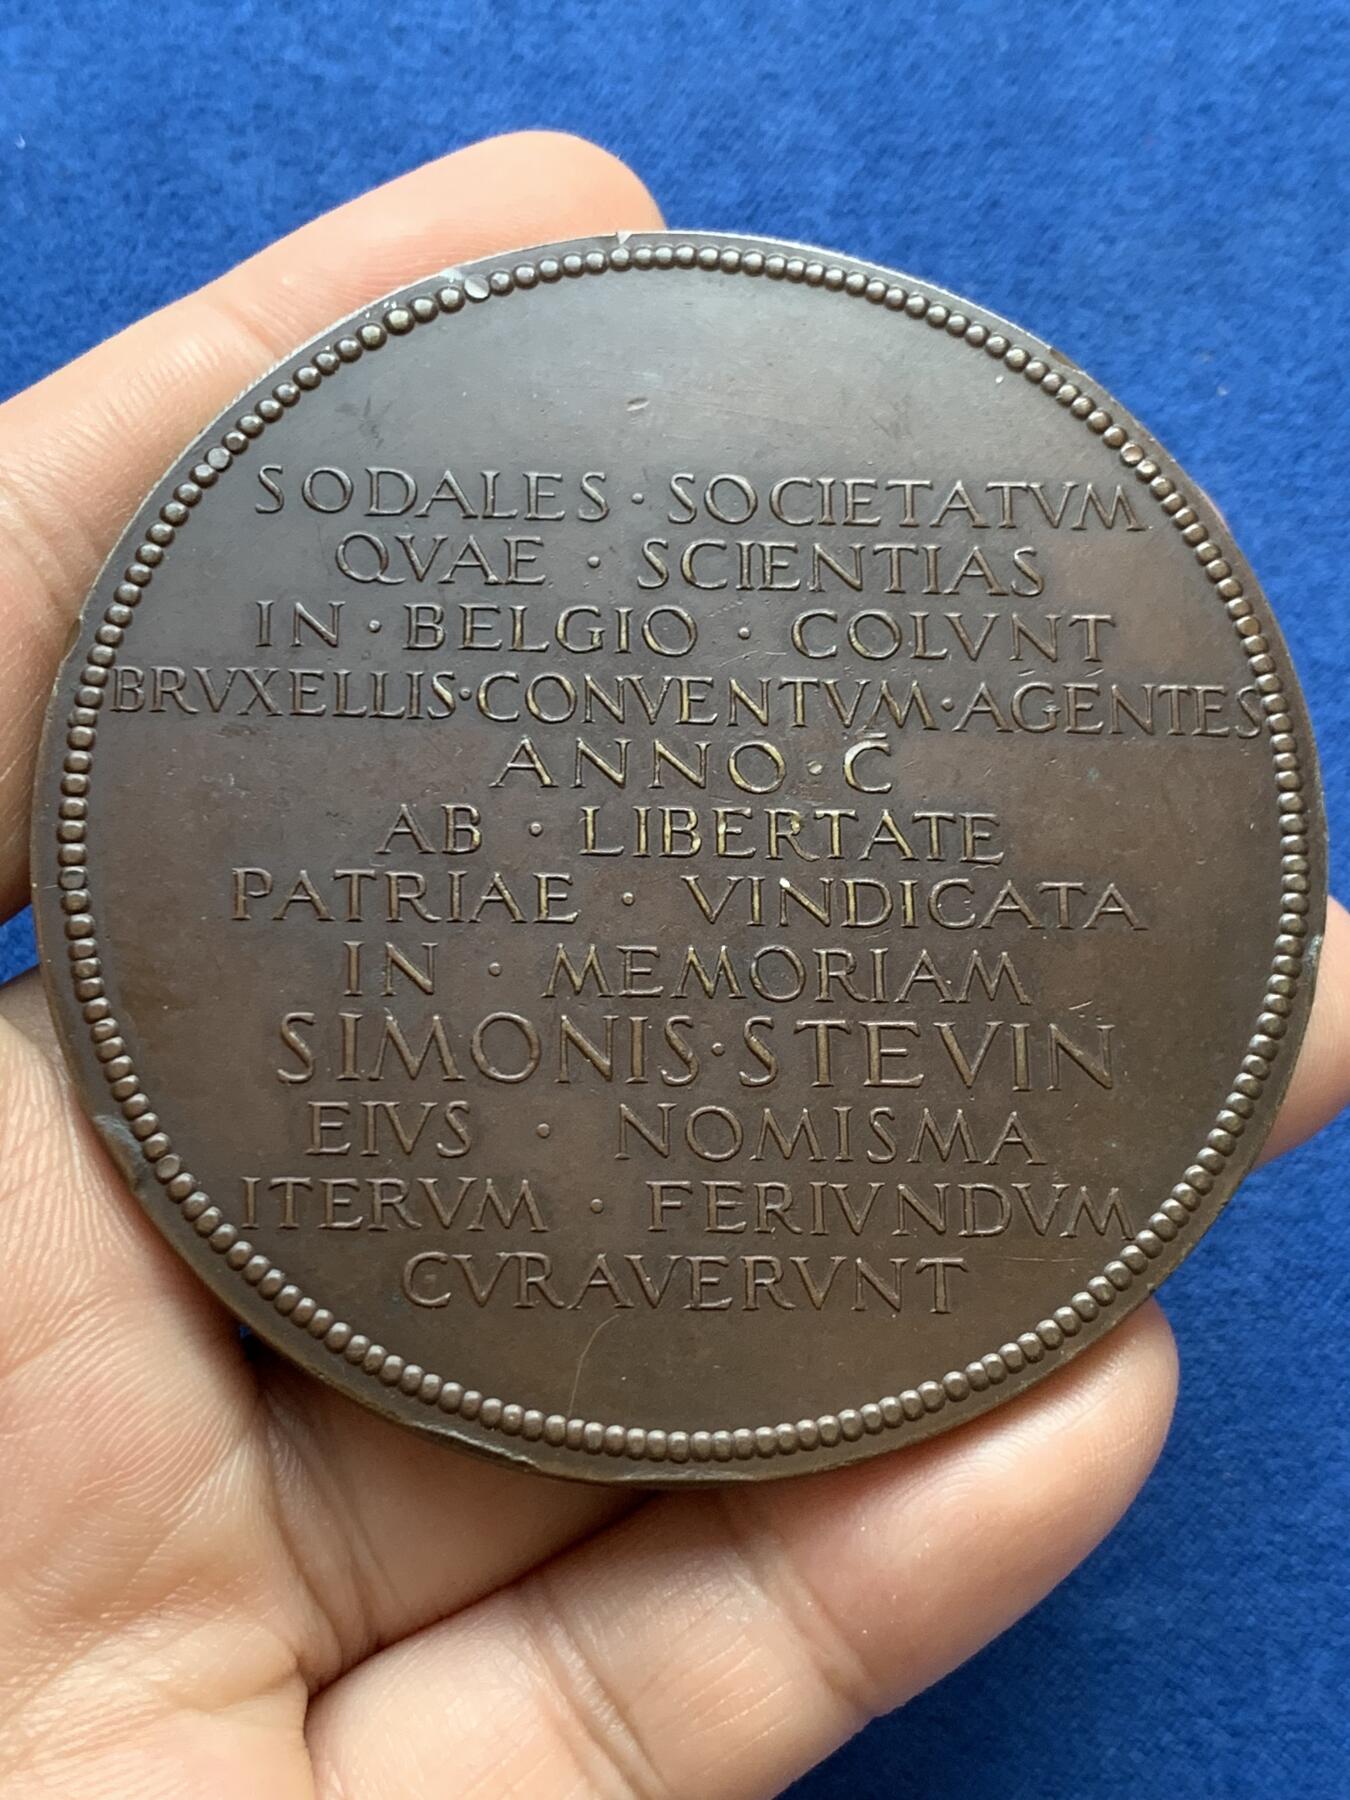 SODALES · SOCIETATVM
QVAE · SCIENTIAS
IN · BELGIO · COLVNT
BRVXELLIS · CONVENTVM · AGENTES
ANNO · C̄
AB · LIBERTATE
PATRIAE · VINDICATA
IN · MEMORIAM
SIMONIS · STEVIN
EIVS · NOMISMA
ITERVM · FERIVNDVM
CVRAVERVNT